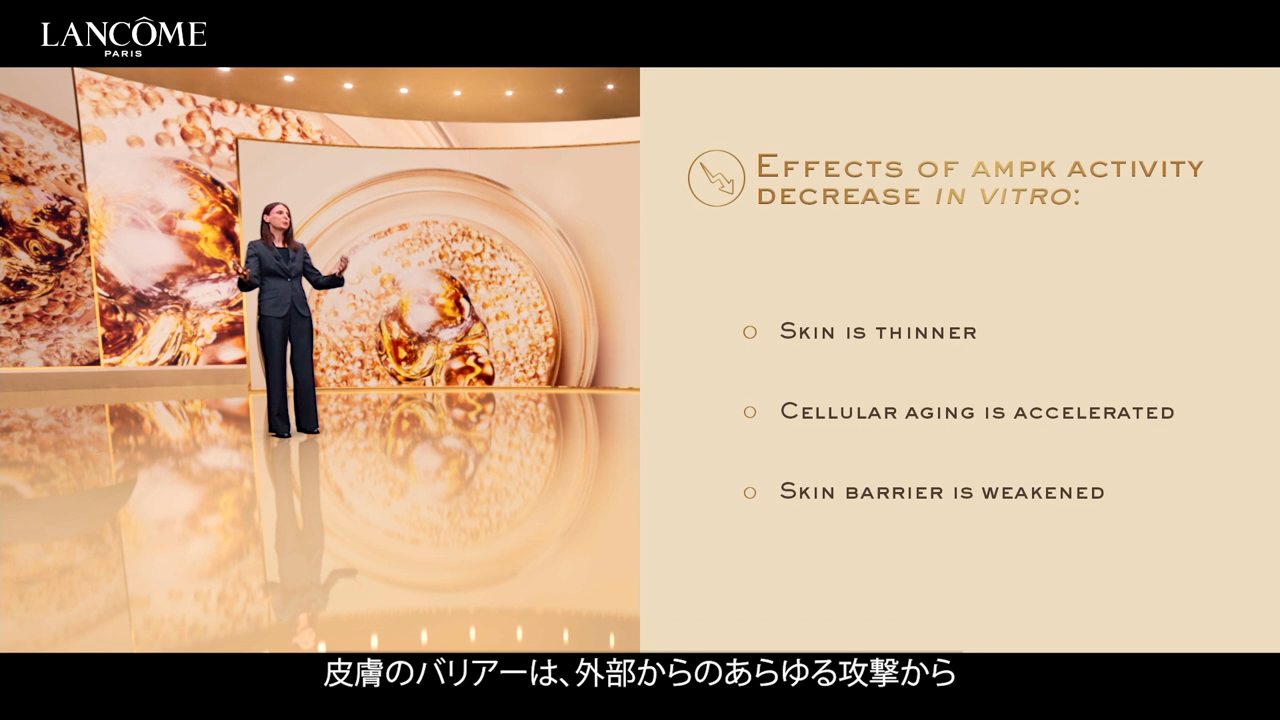 LANCÔME
PARIS
EFFECTS OF AMPK ACTIVITY
DECREASE IN VITRO:
SKIN IS THINNER
CELLULAR AGING IS ACCELERATED
SKIN BARRIER IS WEAKENED
皮膚のバリアーは、外部からのあらゆる攻撃から